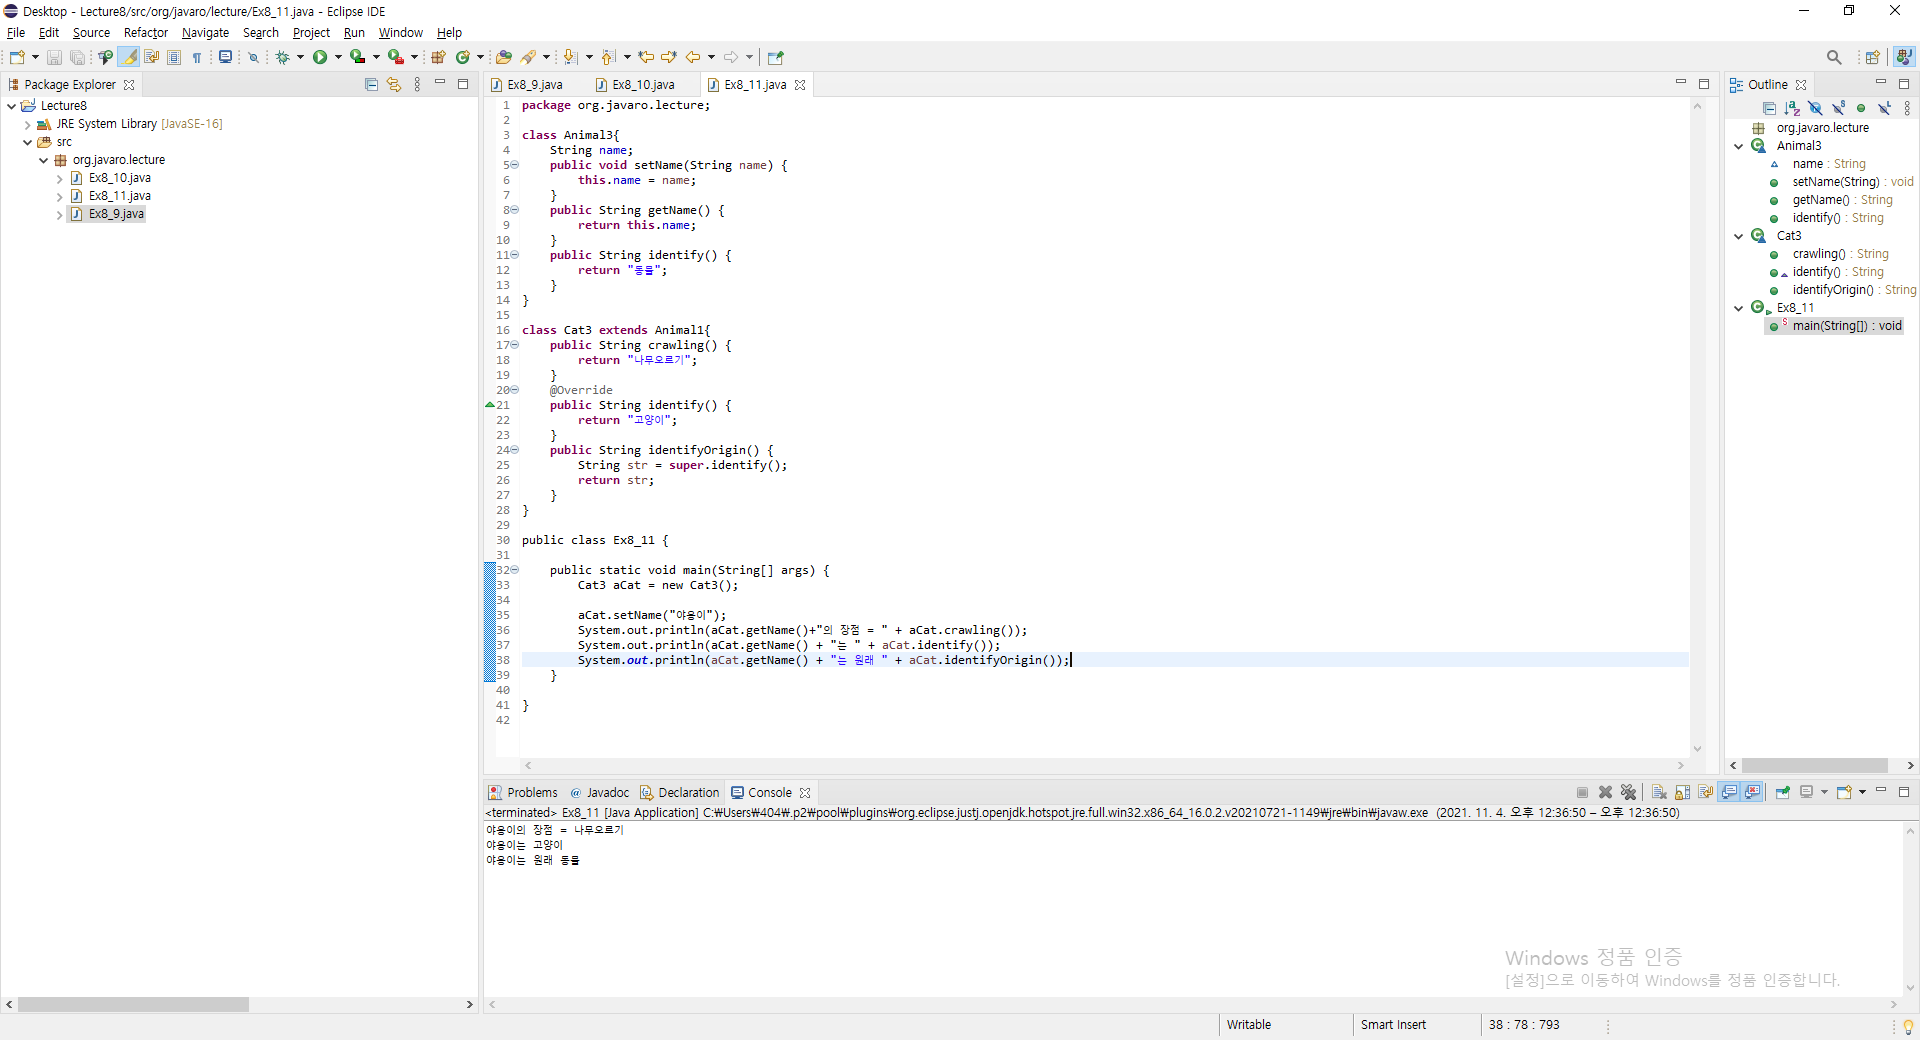 Desktop - Lecture8/src/org/javaro/lecture/Ex8_11.java - Eclipse IDE
File Edit Source Refactor Navigate Search Project Run Window Help
Package Explorer
Lecture8
JRE System Library [JavaSE-16]
src
org.javaro.lecture
Ex8_10.java
Ex8_11.java
Ex8_9.java
Ex8_9.java Ex8_10.java Ex8_11.java
1 package org.javaro.lecture;
2
3 class Animal3{
4 String name;
5 public void setName(String name) {
6 this.name = name;
7 }
8 public String getName() {
9 return this.name;
10 }
11 public String identify() {
12 return "동물";
13 }
14 }
15
16 class Cat3 extends Animal1{
17 public String crawling() {
18 return "나무오르기";
19 }
20 @Override
21 public String identify() {
22 return "고양이";
23 }
24 public String identifyOrigin() {
25 String str = super.identify();
26 return str;
27 }
28 }
29
30 public class Ex8_11 {
31
32 public static void main(String[] args) {
33 Cat3 aCat = new Cat3();
34
35 aCat.setName("야옹이");
36 System.out.println(aCat.getName()+"의 장점 = " + aCat.crawling());
37 System.out.println(aCat.getName() + "는 " + aCat.identify());
38 System.out.println(aCat.getName() + "는 원래 " + aCat.identifyOrigin());
39 }
40
41 }
42
Outline
org.javaro.lecture
Animal3
name : String
setName(String) : void
getName() : String
identify() : String
Cat3
crawling() : String
identify() : String
identifyOrigin() : String
Ex8_11
main(String[]) : void
Problems Javadoc Declaration Console
<terminated> Ex8_11 [Java Application] C:₩Users₩404₩.p2₩pool₩plugins₩org.eclipse.justj.openjdk.hotspot.jre.full.win32.x86_64_16.0.2.v20210721-1149₩jre₩bin₩javaw.exe (2021. 11. 4. 오후 12:36:50 – 오후 12:36:50)
야옹이의 장점 = 나무오르기
야옹이는 고양이
야옹이는 원래 동물
Windows 정품 인증
[설정]으로 이동하여 Windows를 정품 인증합니다.
Writable Smart Insert 38 : 78 : 793